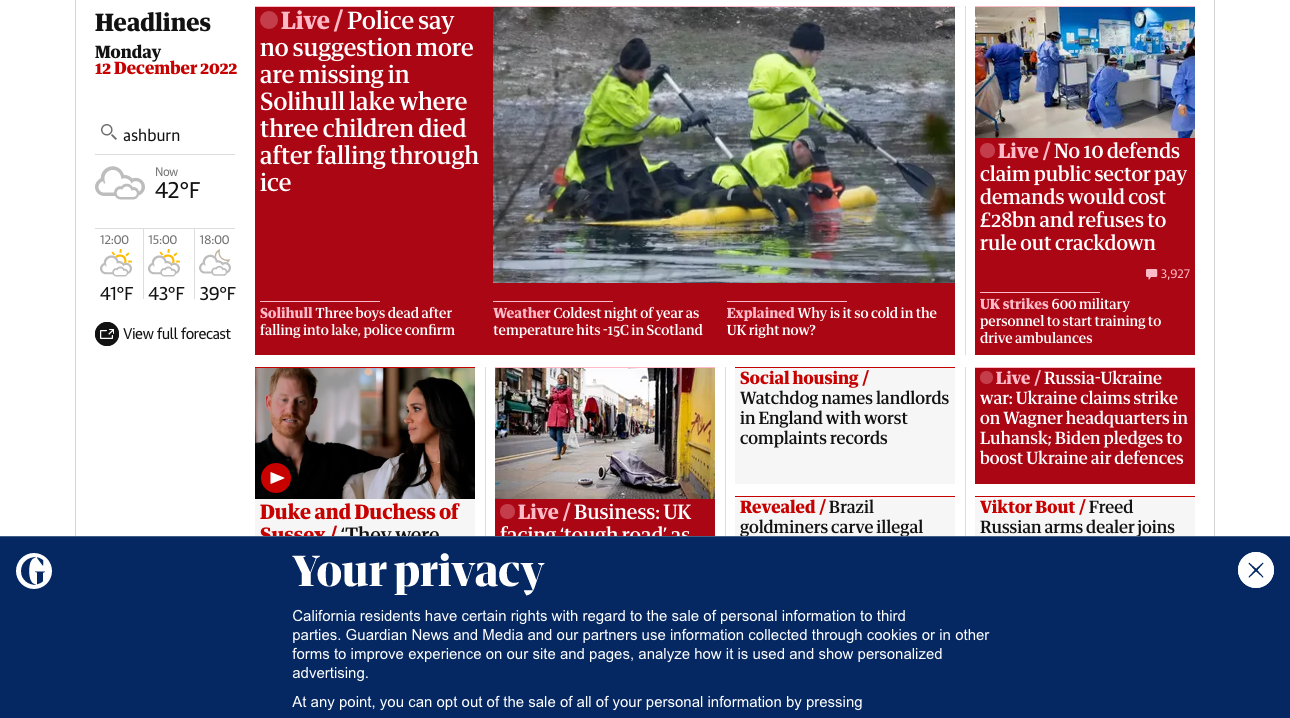 Headlines
Monday
12 December 2022
ashburn
Now
42°F
12:00
15:00
18:00
41°F
43°F
39°F
View full forecast
Live / Police say
no suggestion more
are missing in
Solihull lake where
three children died
after falling through
ice
Solihull Three boys dead after
falling into lake, police confirm
Weather Coldest night of year as
temperature hits -15C in Scotland
Explained Why is it so cold in the
UK right now?
Live / No 10 defends
claim public sector pay
demands would cost
£28bn and refuses to
rule out crackdown
3,927
UK strikes 600 military
personnel to start training to
drive ambulances
Duke and Duchess of
Sussex / ‘They were
Live / Business: UK
facing ‘tough road’ as
Social housing /
Watchdog names landlords
in England with worst
complaints records
Revealed / Brazil
goldminers carve illegal
Live / Russia-Ukraine
war: Ukraine claims strike
on Wagner headquarters in
Luhansk; Biden pledges to
boost Ukraine air defences
Viktor Bout / Freed
Russian arms dealer joins
Your privacy
California residents have certain rights with regard to the sale of personal information to third
parties. Guardian News and Media and our partners use information collected through cookies or in other
forms to improve experience on our site and pages, analyze how it is used and show personalized
advertising.
At any point, you can opt out of the sale of all of your personal information by pressing